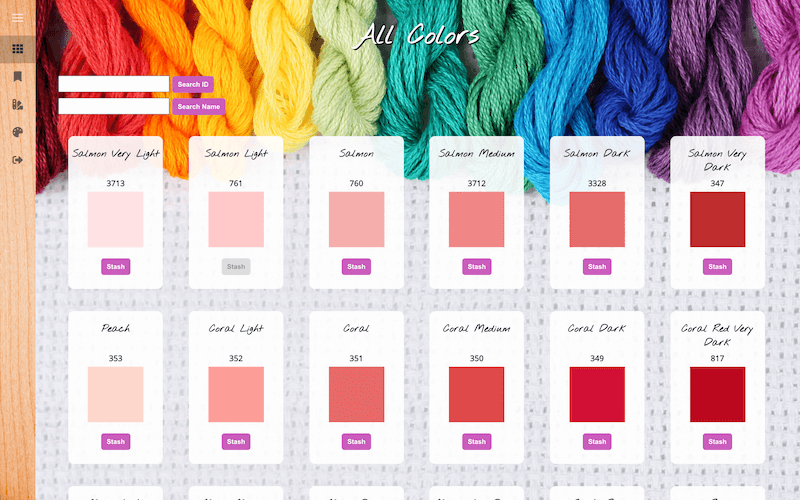 All Colors
Search ID
Search Name
Salmon Very Light
3713
Stash
Salmon Light
761
Stash
Salmon
760
Stash
Salmon Medium
3712
Stash
Salmon Dark
3328
Stash
Salmon Very
Dark
347
Stash
Peach
353
Stash
Coral Light
352
Stash
Coral
351
Stash
Coral Medium
350
Stash
Coral Dark
349
Stash
Coral Red Very
Dark
817
Stash